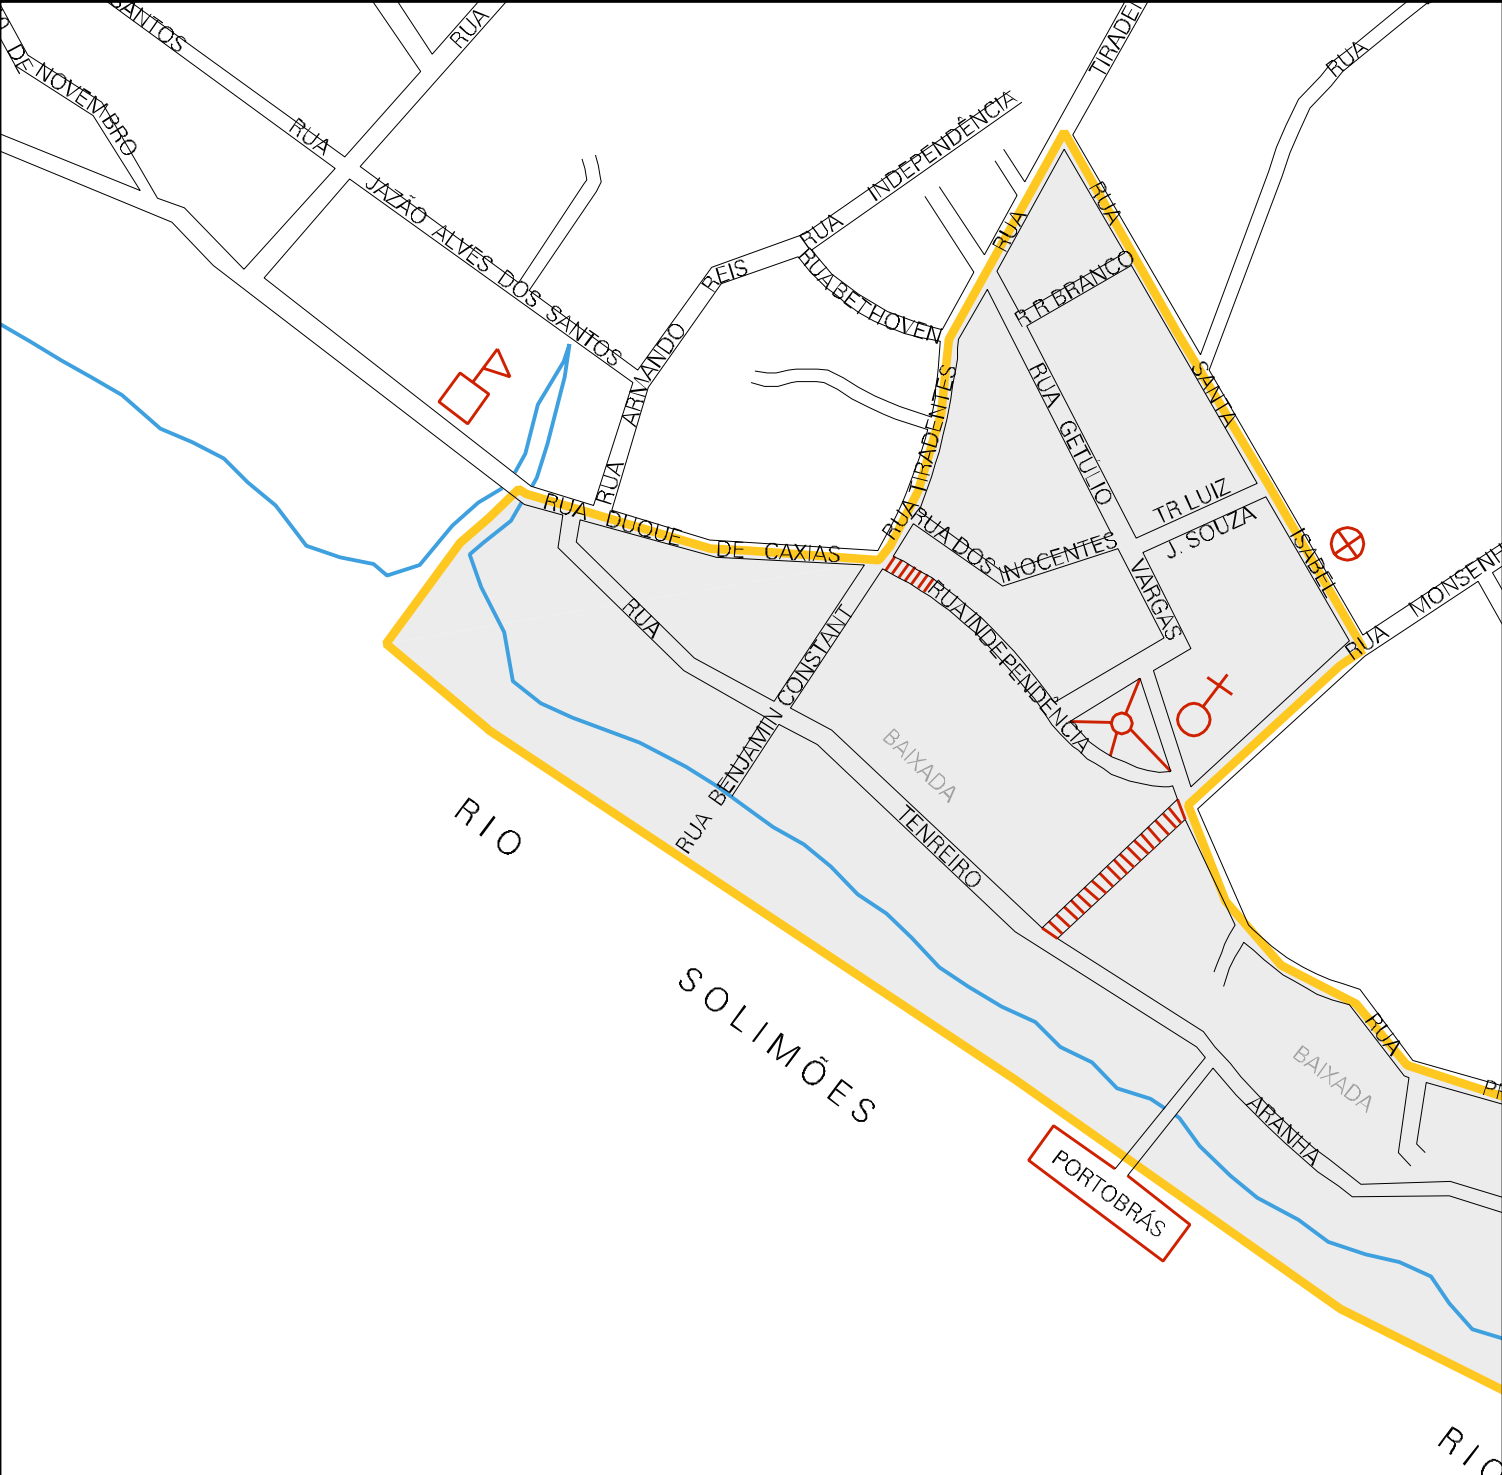 SANTOS
RUA
TIRADEN
RUA
DE
NOVEMBRO
RUA
INDEPENDÊNCIA
JAZÃO ALVES DOS SANTOS
RUA
RUA
RUA
REIS
RUA BETHOVEN
R R BRANCO
ARMANDO
RUA
RUA TIRADENTES
RUA GETÚLIO
VARGAS
SANTA
ISABEL
TR LUIZ
J. SOUZA
RUA DUQUE DE CAXIAS
RUA DOS INOCENTES
RUA INDEPENDÊNCIA
RUA MONSENH
RUA
TENREIRO
ARANHA
RUA BENJAMIN CONSTANT
BAIXADA
RIO
SOLIMÕES
BAIXADA
RUA
PORTOBRÁS
RIO